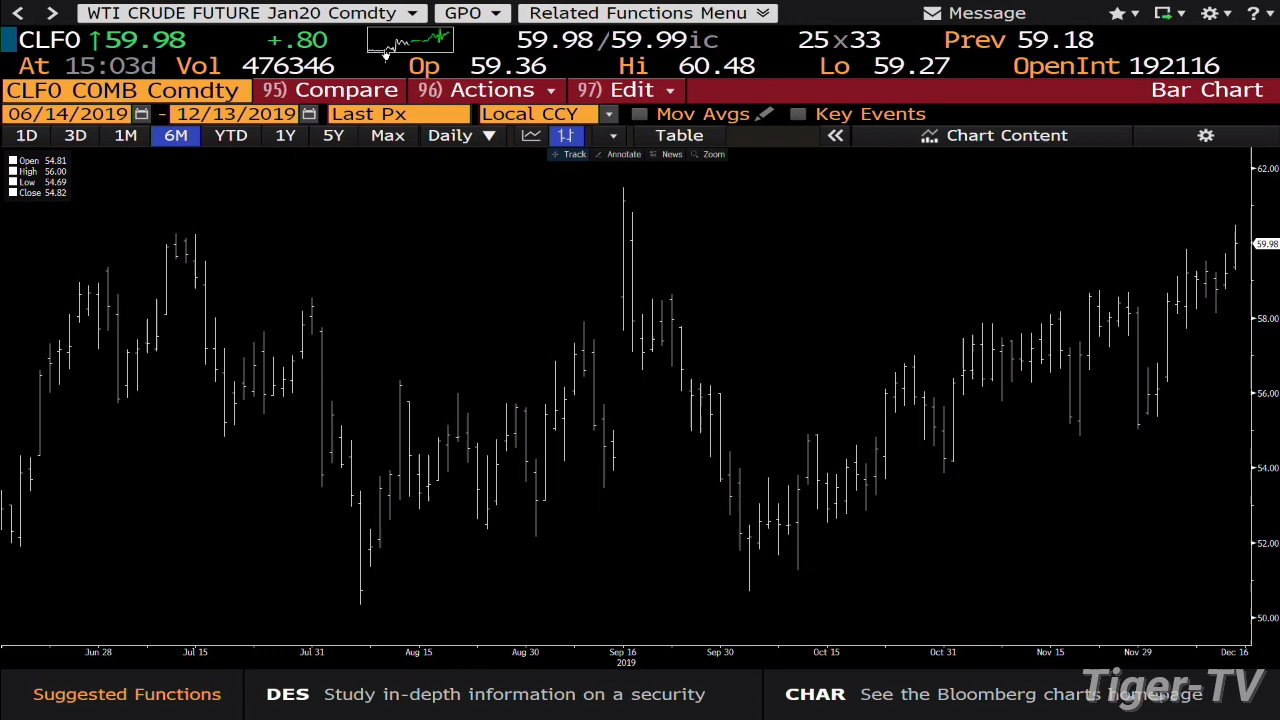 WTI CRUDE FUTURE Jan20 Comdty GPO Related Functions Menu Message ?
CLF0 ↑59.98 +.80 59.98/59.99ic 25x33 Prev 59.18
At 15:03d Vol 476346 Op 59.36 Hi 60.48 Lo 59.27 OpenInt 192116
CLF0 COMB Comdty 95) Compare 96) Actions 97) Edit Bar Chart
06/14/2019 - 12/13/2019 Last Px Local CCY Mov Avgs Key Events
1D 3D 1M 6M YTD 1Y 5Y Max Daily ▼ Table « Chart Content
Track Annotate News Zoom
Open 54.81
High 56.00
Low 54.69
Close 54.82
62.00
59.98
58.00
56.00
54.00
52.00
50.00
Jun 28 Jul 15 Jul 31 Aug 15 Aug 30 Sep 16 Sep 30 Oct 15 Oct 31 Nov 15 Nov 29 Dec 16
2019
Suggested Functions DES Study in-depth information on a security CHAR See the Bloomberg charts homepage
Tiger-TV